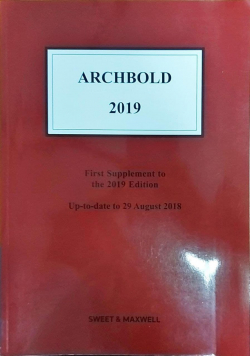 ARCHBOLD
2019
First Supplement to
the 2019 Edition
Up-to-date to 29 August 2018
SWEET & MAXWELL